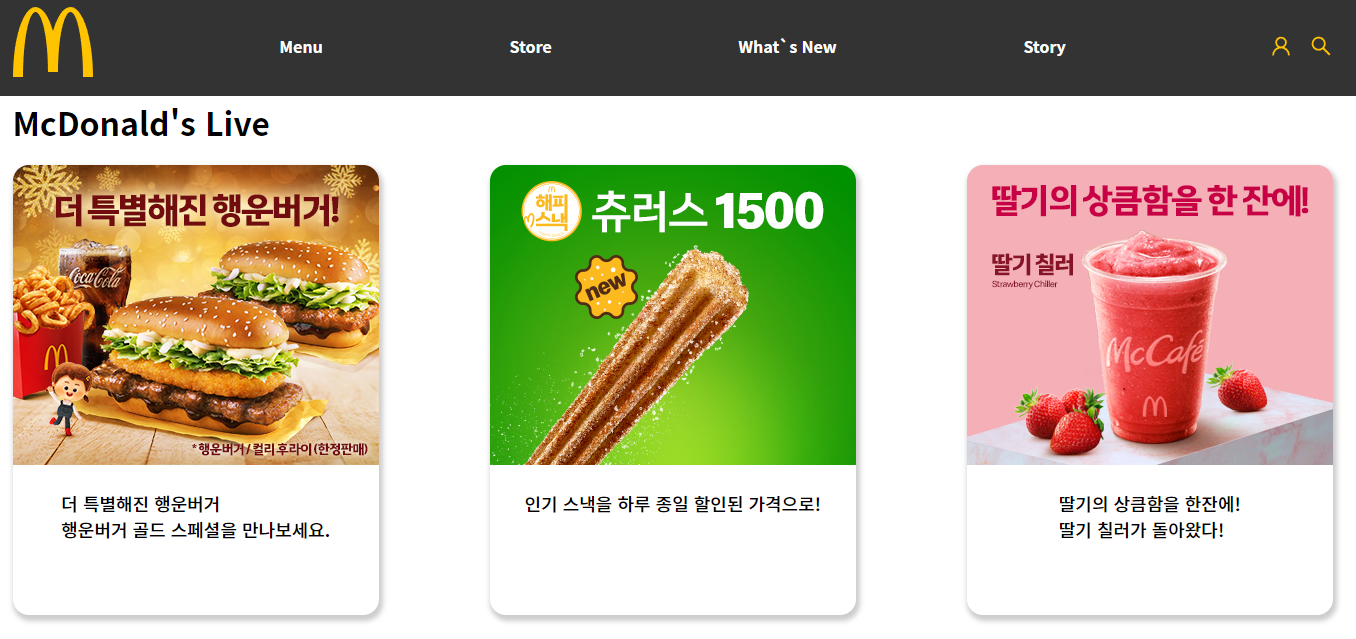 Menu
Store
What`s New
Story
McDonald's Live
더 특별해진 행운버거!
Coca-Cola
*행운버거/컬리 후라이 (한정판매)
더 특별해진 행운버거
행운버거 골드 스페셜을 만나보세요.
해피
스낵
츄러스 1500
new
인기 스낵을 하루 종일 할인된 가격으로!
딸기의 상큼함을 한 잔에!
딸기 칠러
Strawberry Chiller
McCafé
딸기의 상큼함을 한잔에!
딸기 칠러가 돌아왔다!